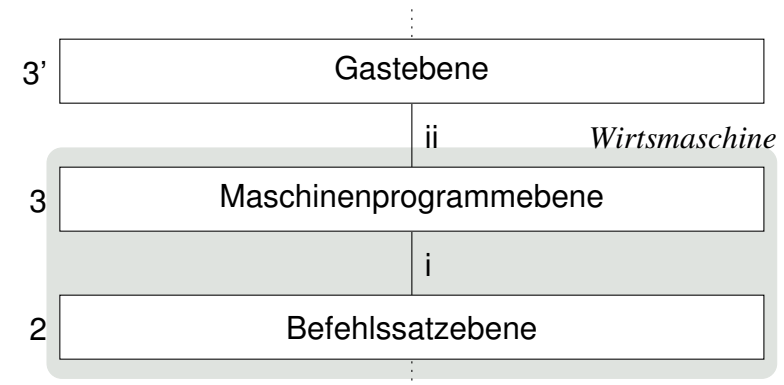 3’ Gastebene
ii Wirtsmaschine
3 Maschinenprogrammebene
i
2 Befehlssatzebene